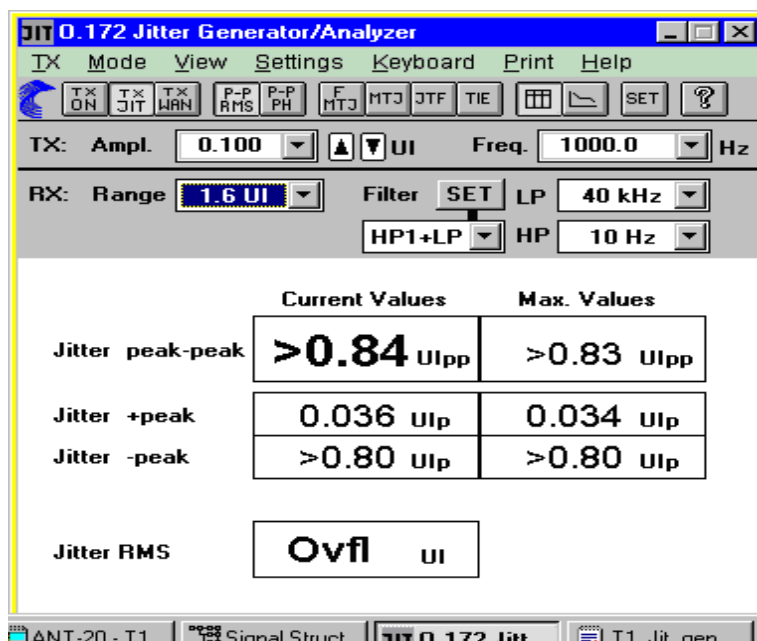 JIT O.172 Jitter Generator/Analyzer
TX Mode View Settings Keyboard Print Help
TX ON TX JIT TX WAN P-P RMS P-P PH F MTJ MTJ JTF TIE SET ?
TX: Ampl. 0.100 UI Freq. 1000.0 Hz
RX: Range 1.6 UI Filter SET LP 40 kHz
HP1+LP HP 10 Hz
Current Values Max. Values
Jitter peak-peak >0.84 UIpp >0.83 UIpp
Jitter +peak 0.036 UIp 0.034 UIp
Jitter -peak >0.80 UIp >0.80 UIp
Jitter RMS Ovfl UI
ANT-20 - T1 Signal Struct JIT O.172 Jitt T1 Jit gen